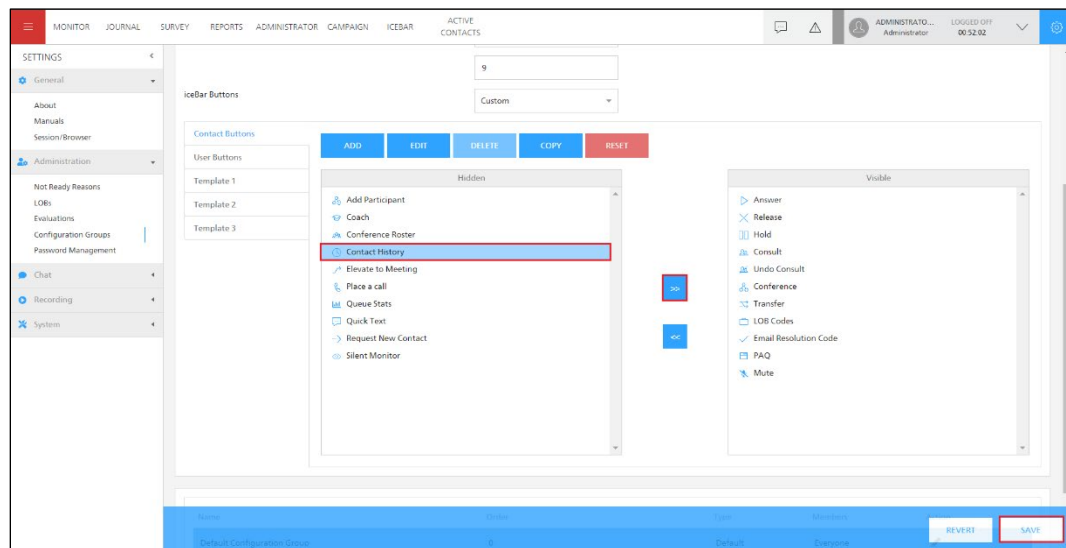 MONITOR JOURNAL SURVEY REPORTS ADMINISTRATOR CAMPAIGN ICEBAR ACTIVE CONTACTS
ADMINISTRATO... Administrator
LOGGED OFF 00:52:02
SETTINGS
General
About
Manuals
Session/Browser
Administration
Not Ready Reasons
LOBs
Evaluations
Configuration Groups
Password Management
Chat
Recording
System
9
iceBar Buttons
Custom
Contact Buttons
User Buttons
Template 1
Template 2
Template 3
ADD EDIT DELETE COPY RESET
Hidden
Add Participant
Coach
Conference Roster
Contact History
Elevate to Meeting
Place a call
Queue Stats
Quick Text
Request New Contact
Silent Monitor
>>
<<
Visible
Answer
Release
Hold
Consult
Undo Consult
Conference
Transfer
LOB Codes
Email Resolution Code
PAQ
Mute
Name Order Type Members
Default Configuration Group 0 Default Everyone
REVERT SAVE